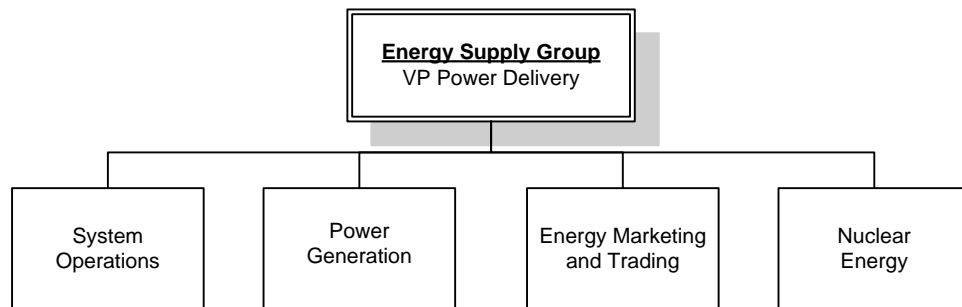 Energy Supply Group
VP Power Delivery
System
Operations
Power
Generation
Energy Marketing
and Trading
Nuclear
Energy